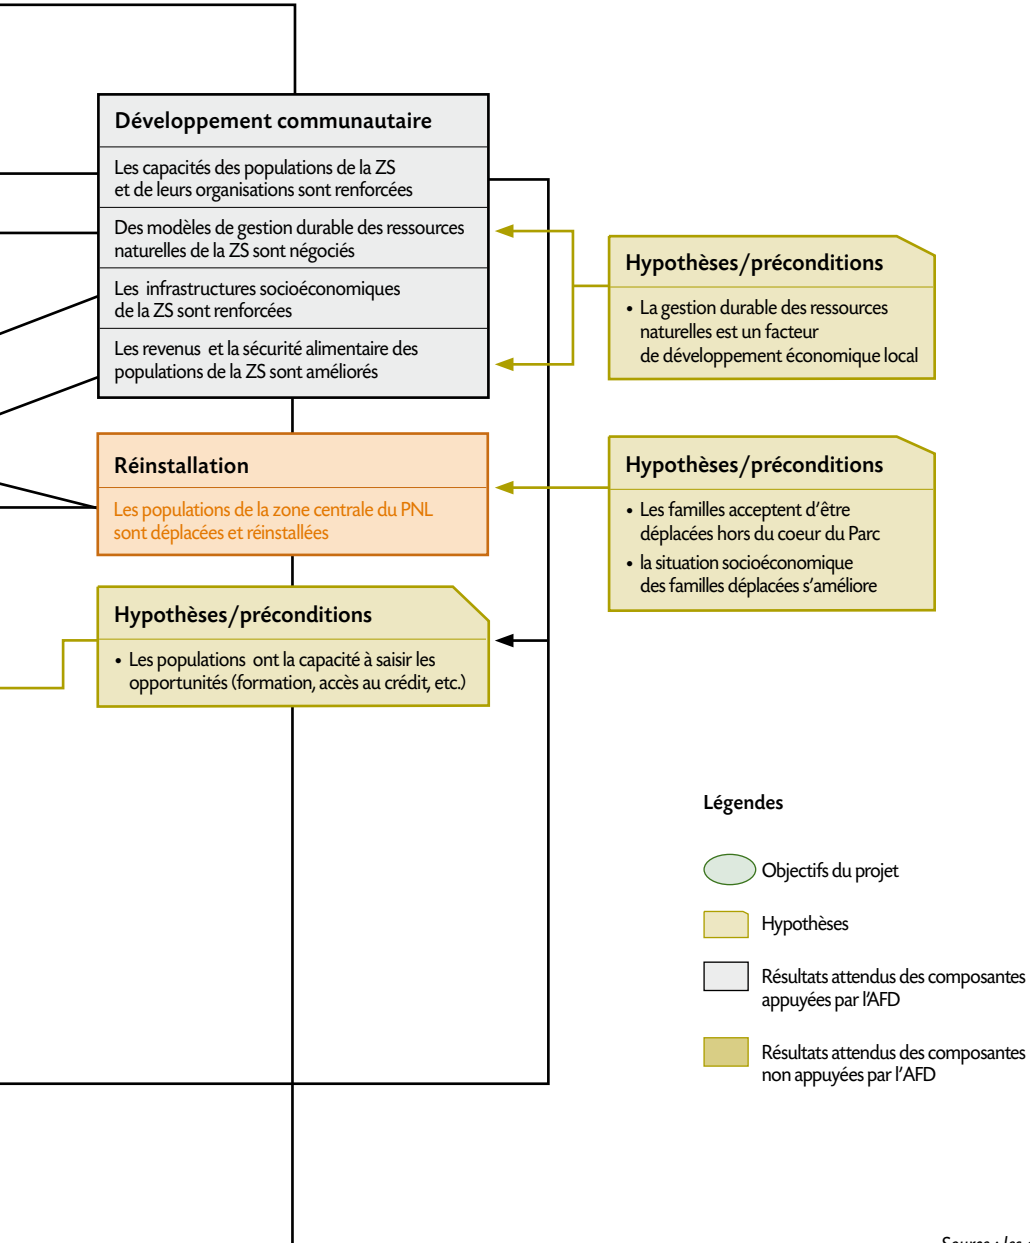 Développement communautaire
Les capacités des populations de la ZS
et de leurs organisations sont renforcées
Des modèles de gestion durable des ressources
naturelles de la ZS sont négociés
Les infrastructures socioéconomiques
de la ZS sont renforcées
Les revenus et la sécurité alimentaire des
populations de la ZS sont améliorés
Hypothèses/préconditions
• La gestion durable des ressources
naturelles est un facteur
de développement économique local
Réinstallation
Les populations de la zone centrale du PNL
sont déplacées et réinstallées
Hypothèses/préconditions
• Les familles acceptent d'être
déplacées hors du coeur du Parc
• la situation socioéconomique
des familles déplacées s'améliore
Hypothèses/préconditions
• Les populations ont la capacité à saisir les
opportunités (formation, accès au crédit, etc.)
Légendes
Objectifs du projet
Hypothèses
Résultats attendus des composantes
appuyées par l'AFD
Résultats attendus des composantes
non appuyées par l'AFD